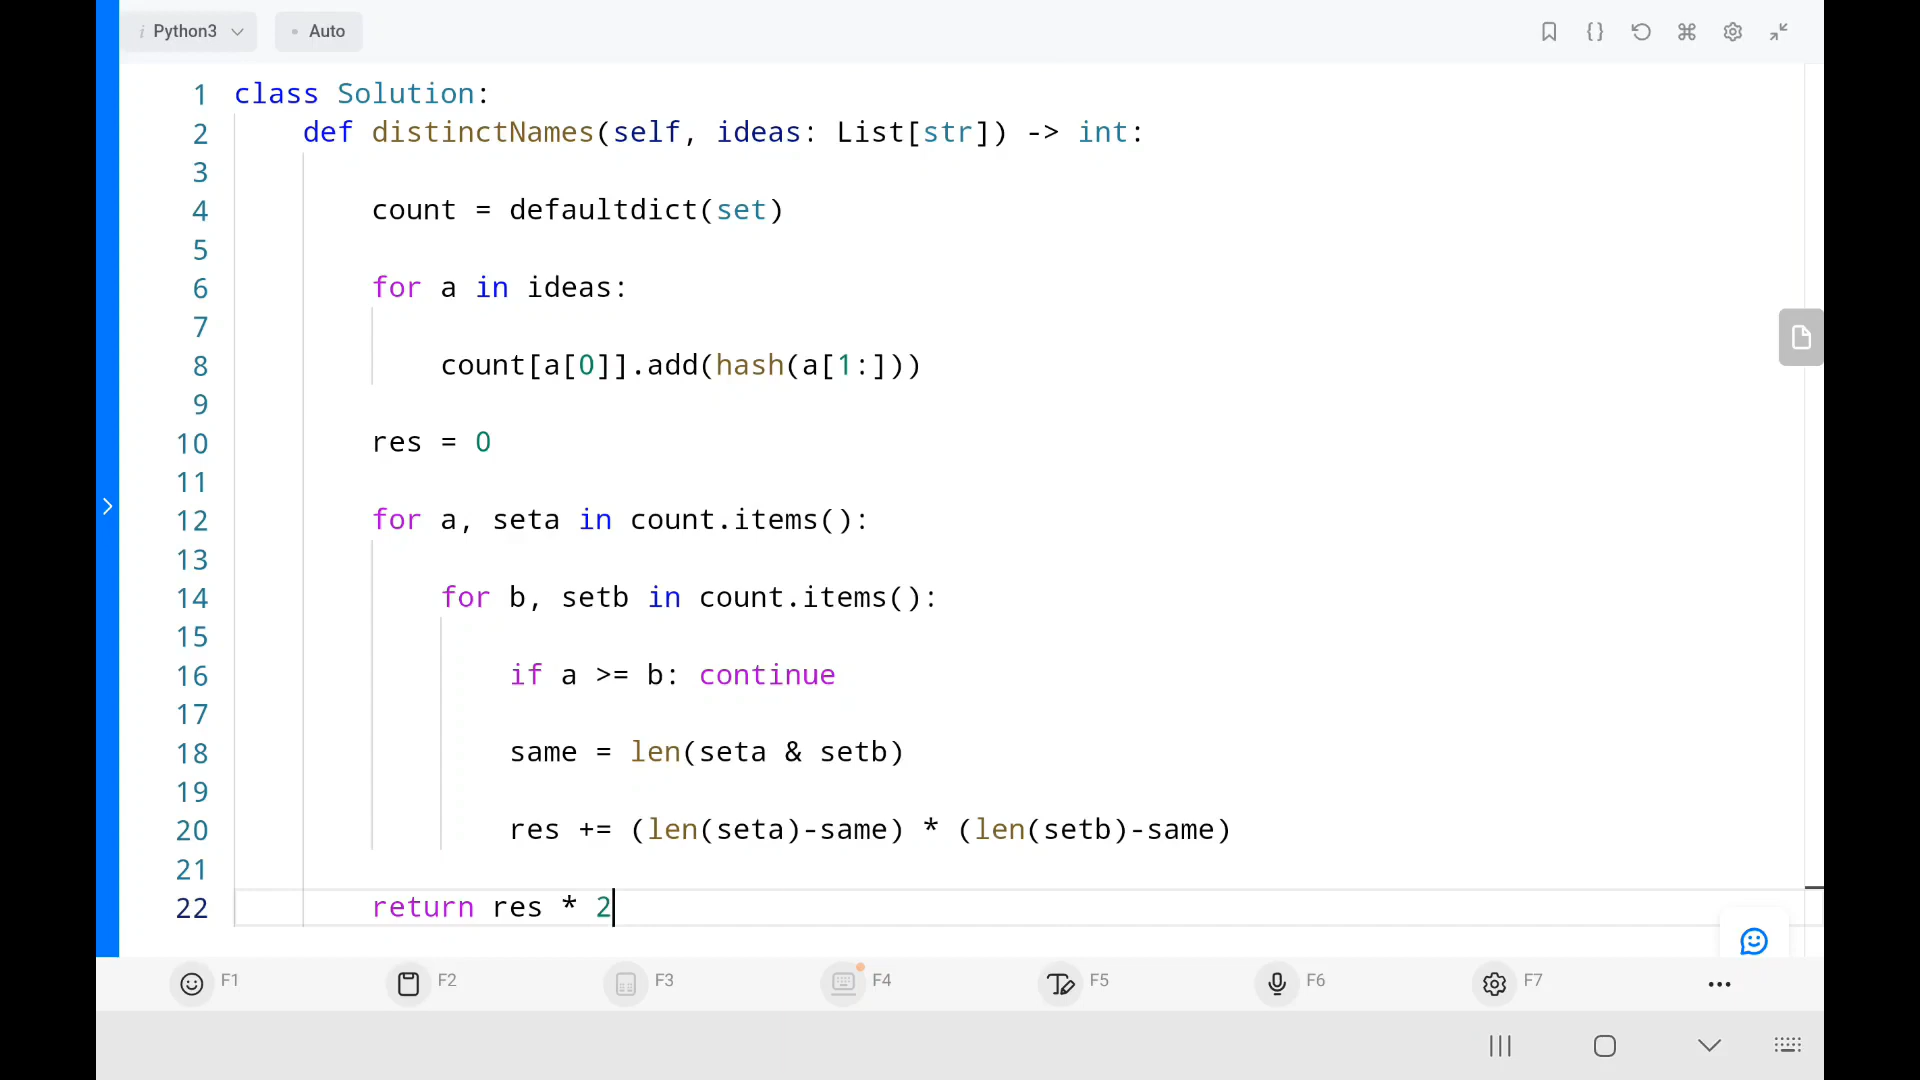 i Python3
Auto
1 class Solution:
2     def distinctNames(self, ideas: List[str]) -> int:
3
4         count = defaultdict(set)
5
6         for a in ideas:
7
8             count[a[0]].add(hash(a[1:]))
9
10         res = 0
11
12         for a, seta in count.items():
13
14             for b, setb in count.items():
15
16                 if a >= b: continue
17
18                 same = len(seta & setb)
19
20                 res += (len(seta)-same) * (len(setb)-same)
21
22         return res * 2
F1 F2 F3 F4 F5 F6 F7